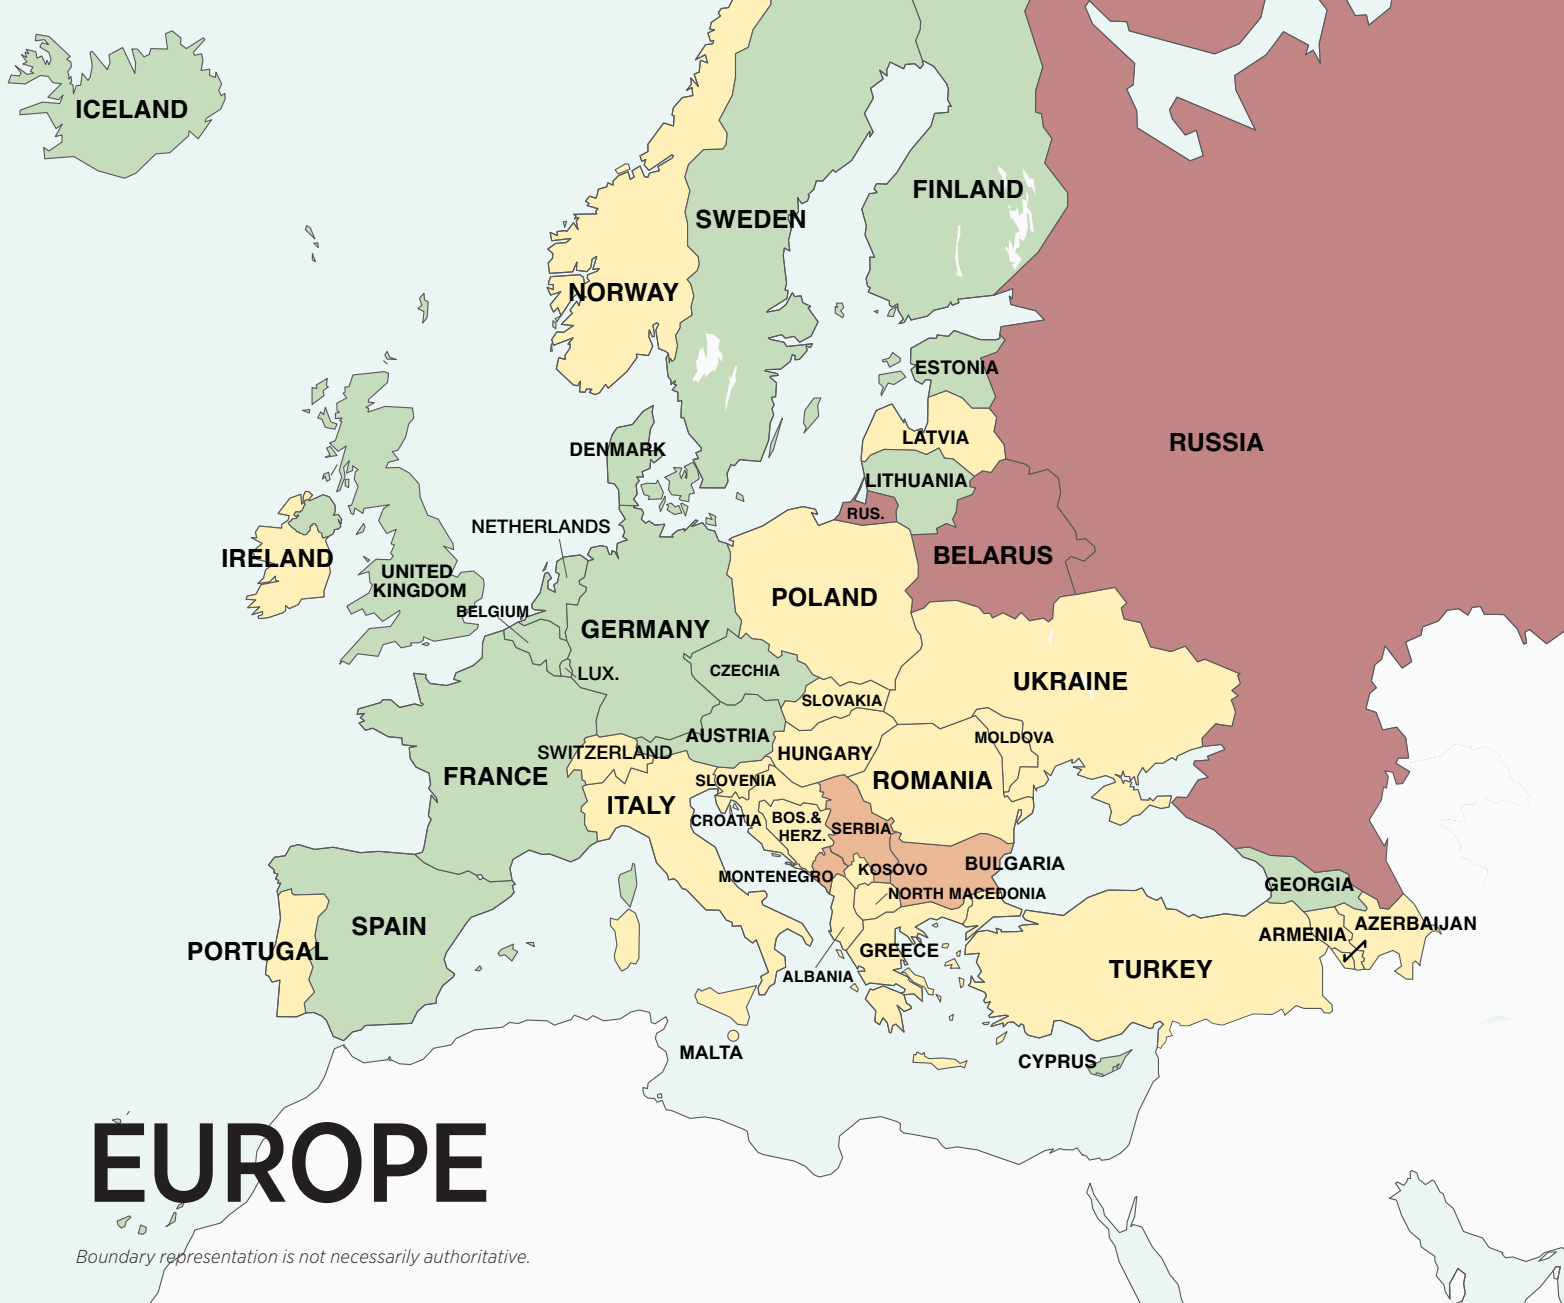 ICELAND
FINLAND
SWEDEN
NORWAY
ESTONIA
LATVIA
RUSSIA
DENMARK
LITHUANIA
RUS.
NETHERLANDS
IRELAND
BELARUS
UNITED
KINGDOM
POLAND
BELGIUM
GERMANY
CZECHIA
LUX.
UKRAINE
SLOVAKIA
AUSTRIA
MOLDOVA
SWITZERLAND
HUNGARY
FRANCE
SLOVENIA
ROMANIA
ITALY
CROATIA
BOS.&
HERZ.
SERBIA
BULGARIA
KOSOVO
MONTENEGRO
NORTH MACEDONIA
GEORGIA
SPAIN
PORTUGAL
AZERBAIJAN
ARMENIA
GREECE
TURKEY
ALBANIA
MALTA
CYPRUS
EUROPE
Boundary representation is not necessarily authoritative.